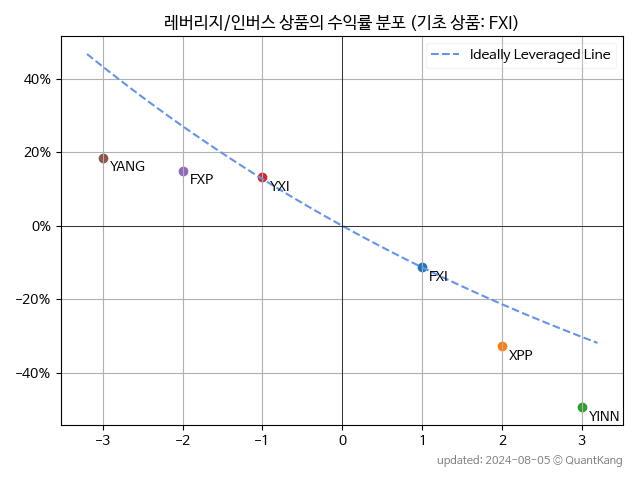 레버리지/인버스 상품의 수익률 분포 (기초 상품: FXI)
Ideally Leveraged Line
40%
20%
0%
-20%
-40%
YANG
FXP
YXI
FXI
XPP
YINN
-3
-2
-1
0
1
2
3
updated: 2024-08-05 © QuantKang